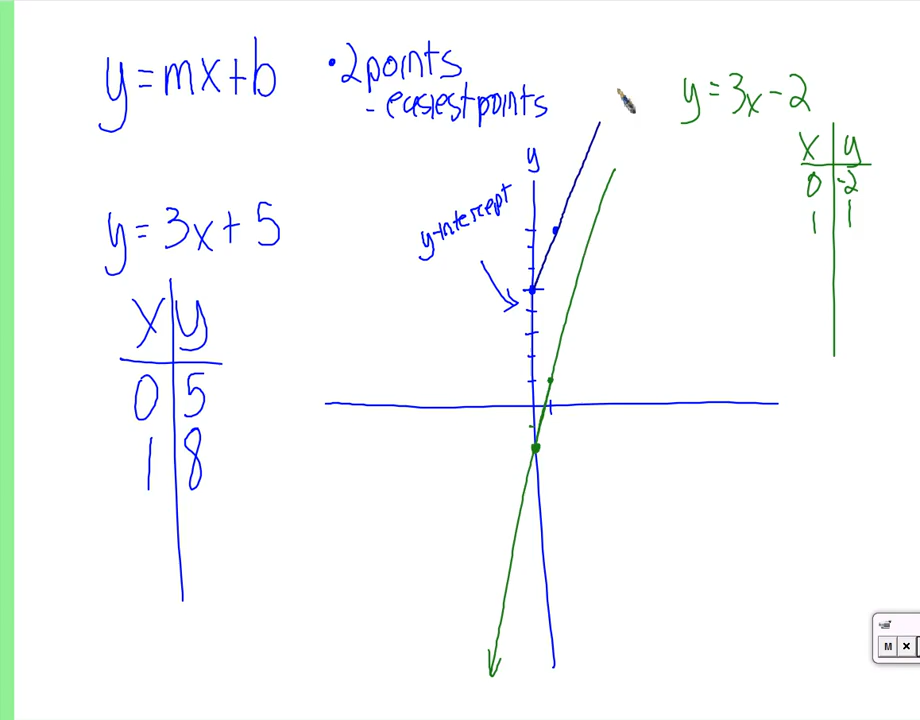 y=mx+b
• 2 points
- easiest points
y=3x-2
x y
0 -2
1 1
y
y-intercept
y=3x+5
x y
0 5
1 8
M ×